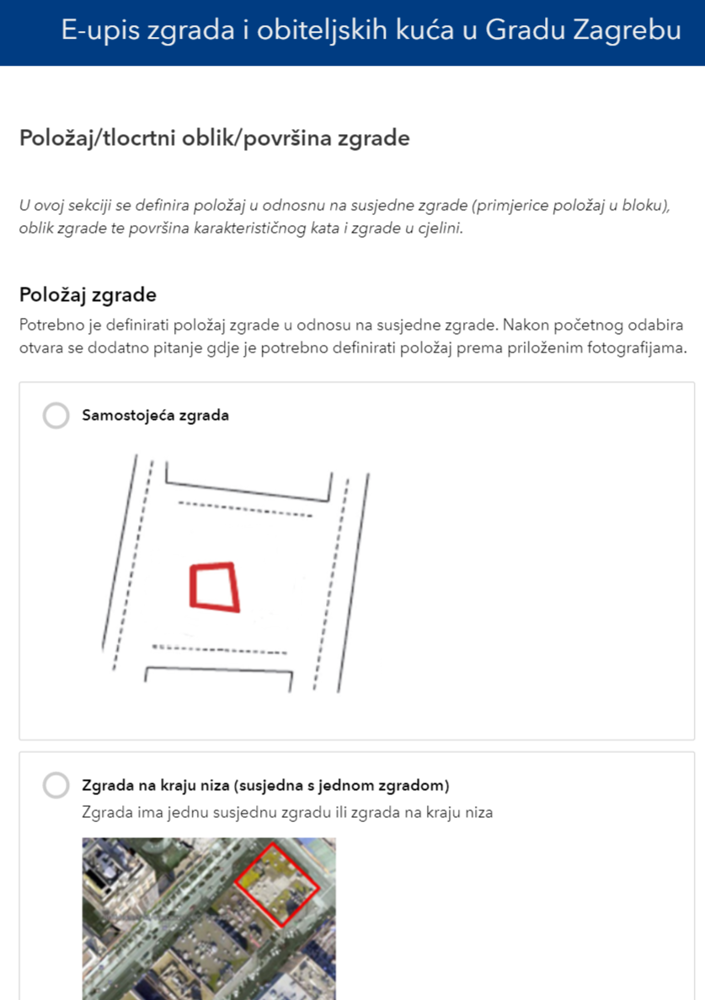 E-upis zgrada i obiteljskih kuća u Gradu Zagrebu
Položaj/tlocrtni oblik/površina zgrade
U ovoj sekciji se definira položaj u odnosnu na susjedne zgrade (primjerice položaj u bloku),
oblik zgrade te površina karakterističnog kata i zgrade u cjelini.
Položaj zgrade
Potrebno je definirati položaj zgrade u odnosu na susjedne zgrade. Nakon početnog odabira
otvara se dodatno pitanje gdje je potrebno definirati položaj prema priloženim fotografijama.
Samostojeća zgrada
Zgrada na kraju niza (susjedna s jednom zgradom)
Zgrada ima jednu susjednu zgradu ili zgrada na kraju niza